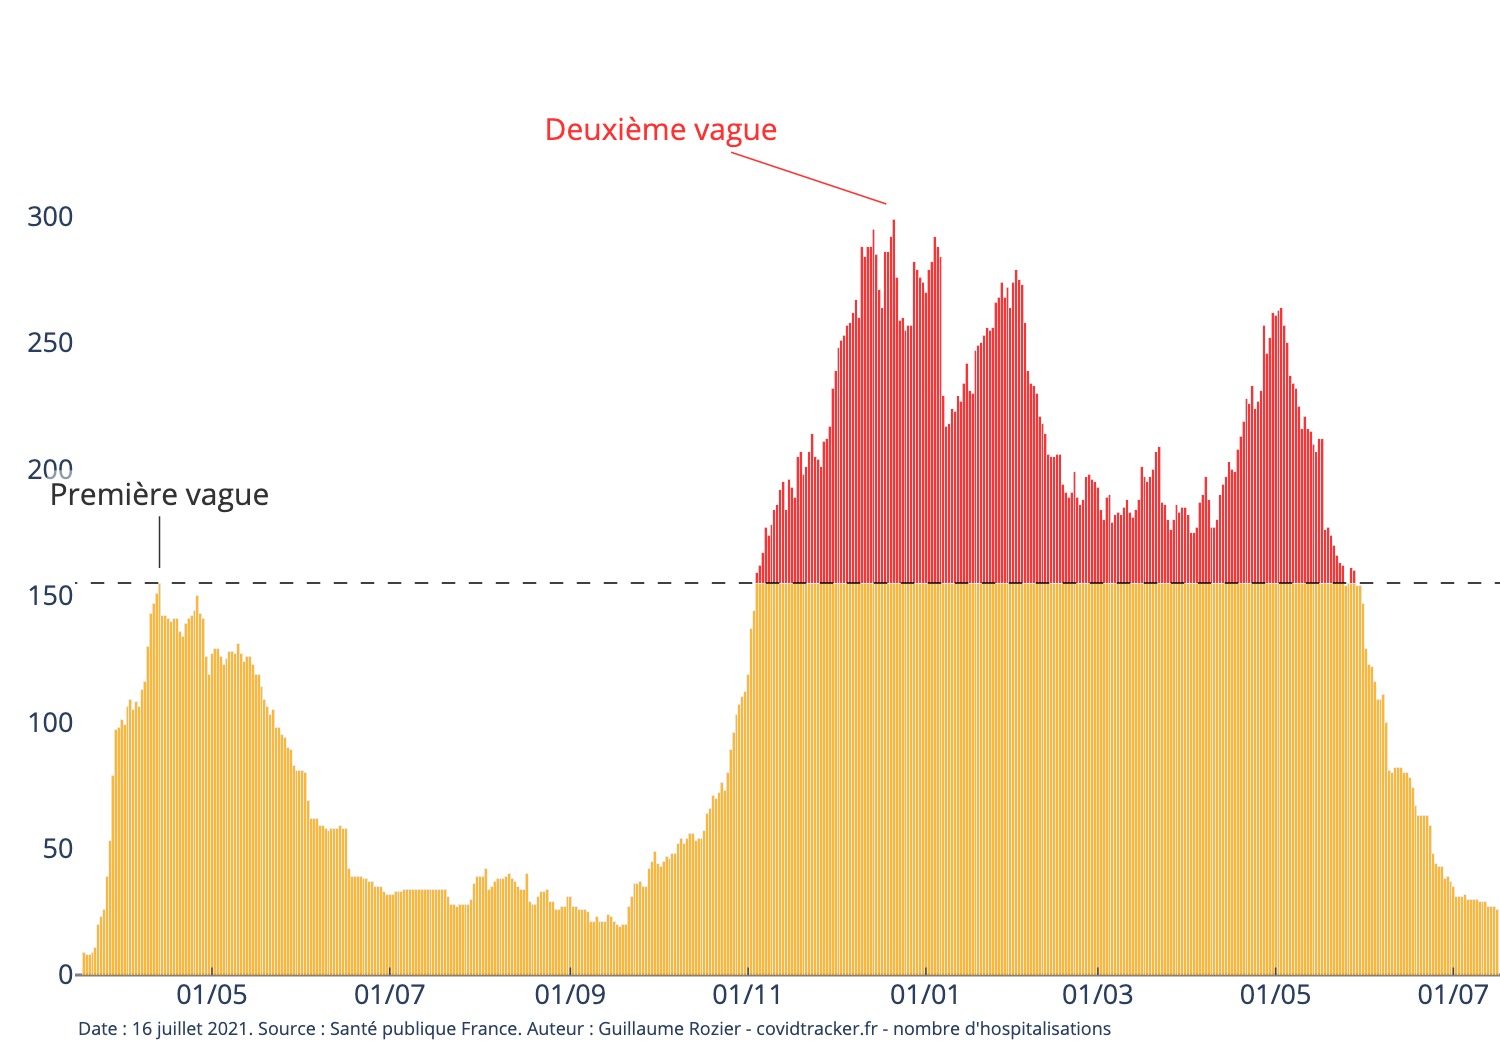 Deuxième vague
300
250
200
Première vague
150
100
50
0
01/05 01/07 01/09 01/11 01/01 01/03 01/05 01/07
Date : 16 juillet 2021. Source : Santé publique France. Auteur : Guillaume Rozier - covidtracker.fr - nombre d'hospitalisations